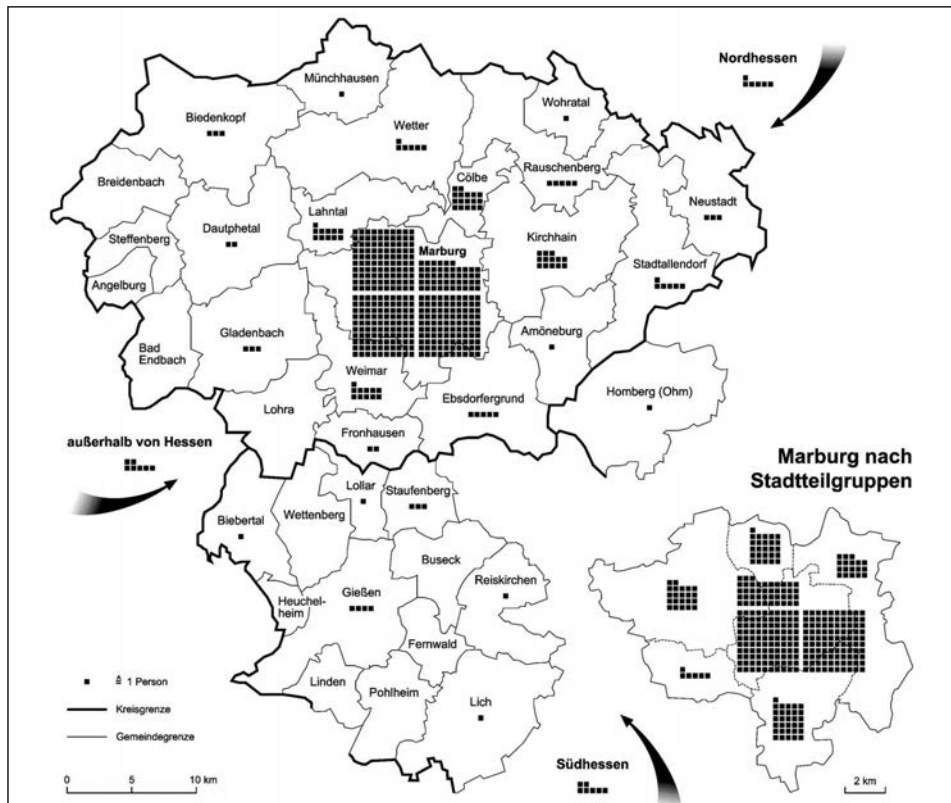 Nordhessen
Münchhausen
Biedenkopf
Wohratal
Wetter
Breidenbach
Cölbe
Rauschenberg
Neustadt
Lahntal
Steffenberg
Dautphetal
Kirchhain
Marburg
Stadtallendorf
Angelburg
Gladenbach
Amöneburg
Bad
Endbach
Weimar
Homberg (Ohm)
Ebsdorfergrund
Lohra
Fronhausen
außerhalb von Hessen
Marburg nach
Stadtteilgruppen
Lollar
Staufenberg
Biebertal
Wettenberg
Buseck
Reiskirchen
Gießen
Heuchel-
heim
Fernwald
Linden
Pohlheim
Lich
≙ 1 Person
Kreisgrenze
Gemeindegrenze
Südhessen
0 5 10 km
2 km